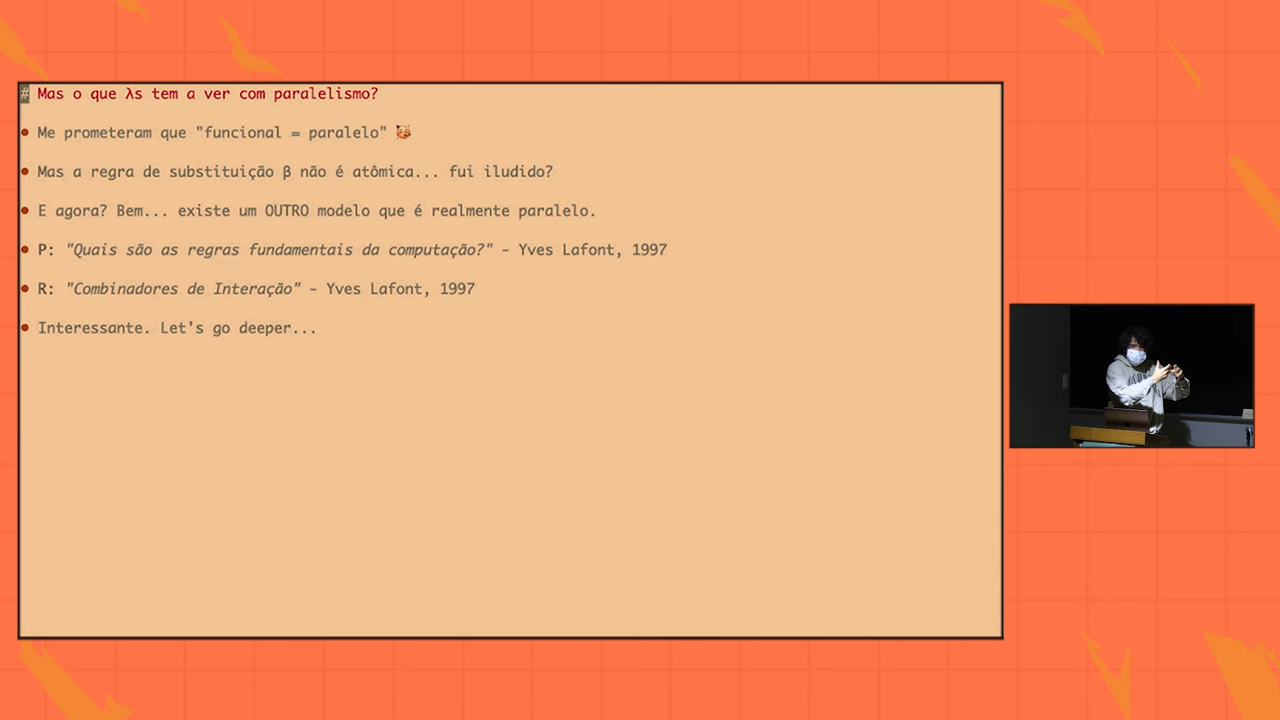 # Mas o que λs tem a ver com paralelismo?
• Me prometeram que "funcional = paralelo" 🥳
• Mas a regra de substituição β não é atômica... fui iludido?
• E agora? Bem... existe um OUTRO modelo que é realmente paralelo.
• P: "Quais são as regras fundamentais da computação?" - Yves Lafont, 1997
• R: "Combinadores de Interação" - Yves Lafont, 1997
• Interessante. Let's go deeper...